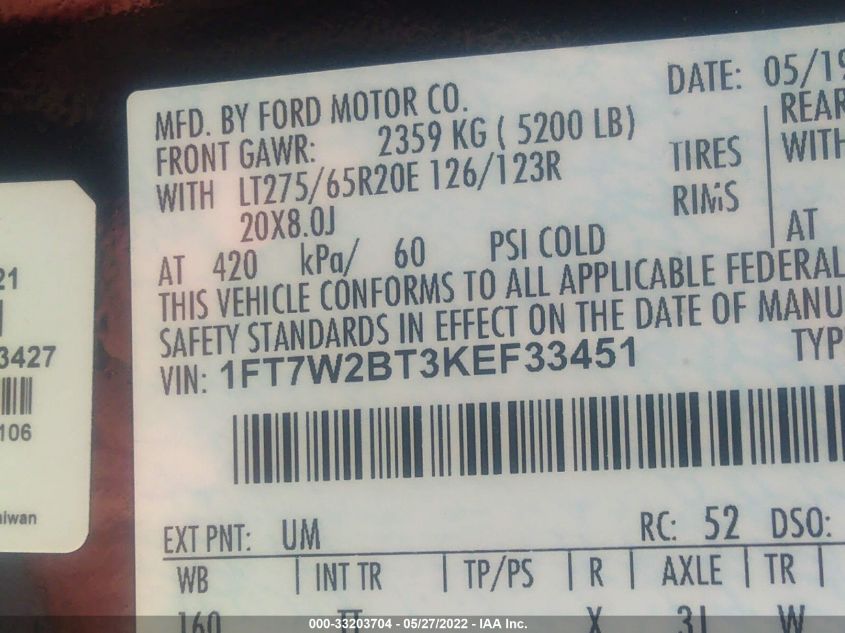 MFD. BY FORD MOTOR CO.
DATE: 05/19
FRONT GAWR: 2359 KG ( 5200 LB)
REAR
WITH LT275/65R20E 126/123R
TIRES
WITH
20X8.0J
RIMS
AT 420 kPa/ 60 PSI COLD
AT
THIS VEHICLE CONFORMS TO ALL APPLICABLE FEDERAL
SAFETY STANDARDS IN EFFECT ON THE DATE OF MANU
VIN: 1FT7W2BT3KEF33451
TYP
EXT PNT: UM
RC: 52 DSO:
WB INT TR TP/PS R AXLE TR
160 X 3J W
21
3427
106
aiwan
000-33203704 - 05/27/2022 - IAA Inc.